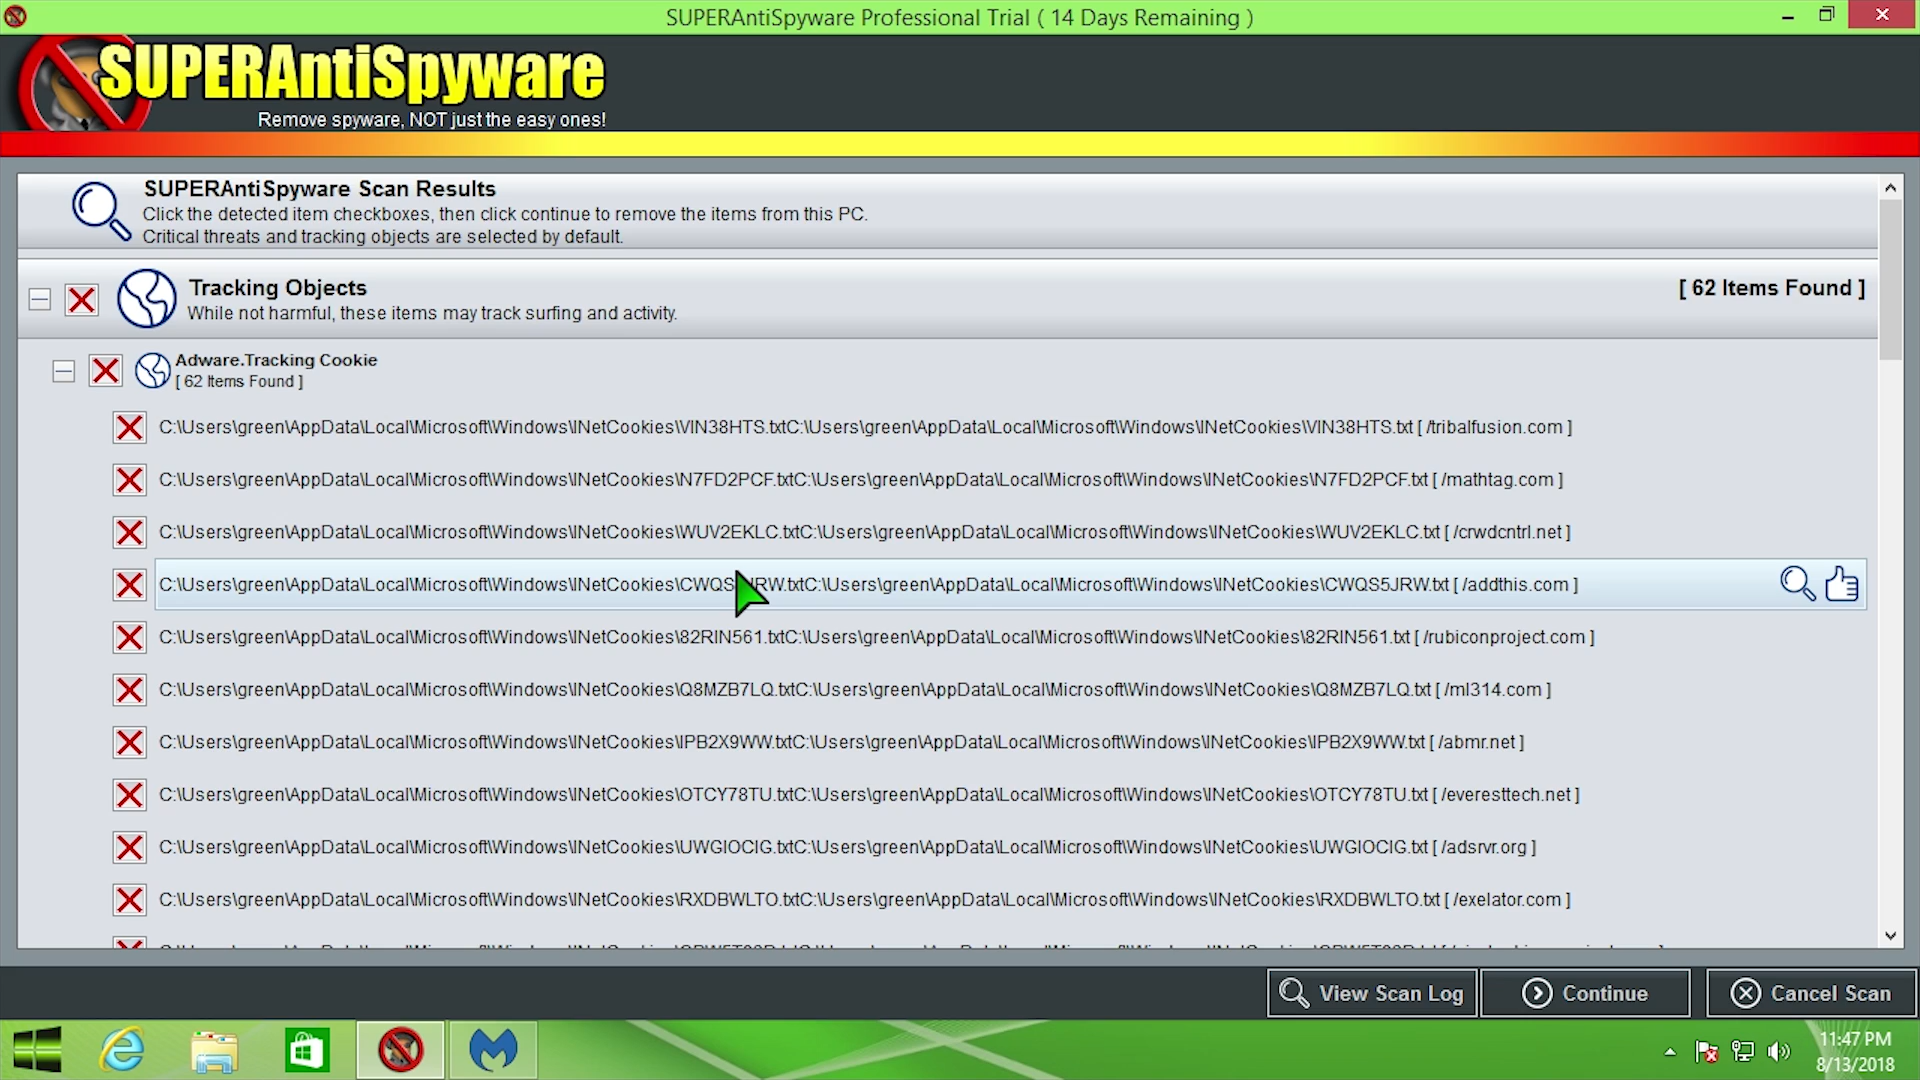 SUPERAntiSpyware Professional Trial ( 14 Days Remaining )
SUPERAntiSpyware
Remove spyware, NOT just the easy ones!
SUPERAntiSpyware Scan Results
Click the detected item checkboxes, then click continue to remove the items from this PC.
Critical threats and tracking objects are selected by default.
Tracking Objects
[ 62 Items Found ]
While not harmful, these items may track surfing and activity.
Adware.Tracking Cookie
[ 62 Items Found ]
C:\Users\green\AppData\Local\Microsoft\Windows\INetCookies\VIN38HTS.txtC:\Users\green\AppData\Local\Microsoft\Windows\INetCookies\VIN38HTS.txt [ /tribalfusion.com ]
C:\Users\green\AppData\Local\Microsoft\Windows\INetCookies\N7FD2PCF.txtC:\Users\green\AppData\Local\Microsoft\Windows\INetCookies\N7FD2PCF.txt [ /mathtag.com ]
C:\Users\green\AppData\Local\Microsoft\Windows\INetCookies\WUV2EKLC.txtC:\Users\green\AppData\Local\Microsoft\Windows\INetCookies\WUV2EKLC.txt [ /crwdcntrl.net ]
C:\Users\green\AppData\Local\Microsoft\Windows\INetCookies\CWQS5JRW.txtC:\Users\green\AppData\Local\Microsoft\Windows\INetCookies\CWQS5JRW.txt [ /addthis.com ]
C:\Users\green\AppData\Local\Microsoft\Windows\INetCookies\82RIN561.txtC:\Users\green\AppData\Local\Microsoft\Windows\INetCookies\82RIN561.txt [ /rubiconproject.com ]
C:\Users\green\AppData\Local\Microsoft\Windows\INetCookies\Q8MZB7LQ.txtC:\Users\green\AppData\Local\Microsoft\Windows\INetCookies\Q8MZB7LQ.txt [ /ml314.com ]
C:\Users\green\AppData\Local\Microsoft\Windows\INetCookies\IPB2X9WW.txtC:\Users\green\AppData\Local\Microsoft\Windows\INetCookies\IPB2X9WW.txt [ /abmr.net ]
C:\Users\green\AppData\Local\Microsoft\Windows\INetCookies\OTCY78TU.txtC:\Users\green\AppData\Local\Microsoft\Windows\INetCookies\OTCY78TU.txt [ /everesttech.net ]
C:\Users\green\AppData\Local\Microsoft\Windows\INetCookies\UWGIOCIG.txtC:\Users\green\AppData\Local\Microsoft\Windows\INetCookies\UWGIOCIG.txt [ /adsrvr.org ]
C:\Users\green\AppData\Local\Microsoft\Windows\INetCookies\RXDBWLTO.txtC:\Users\green\AppData\Local\Microsoft\Windows\INetCookies\RXDBWLTO.txt [ /exelator.com ]
View Scan Log
Continue
Cancel Scan
11:47 PM
8/13/2018